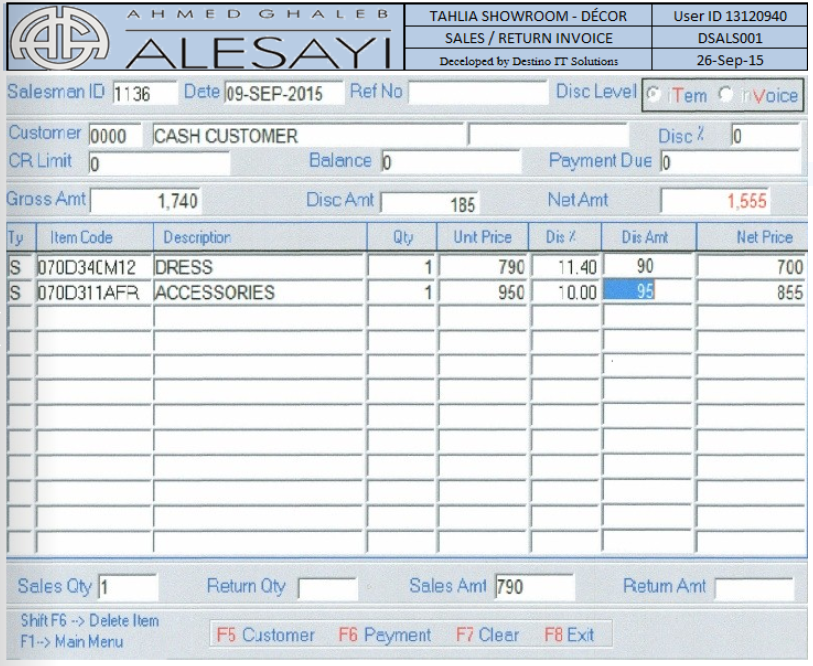 AHMED GHALEB
ALESAYI
TAHLIA SHOWROOM - DÉCOR User ID 13120940
SALES / RETURN INVOICE DSALS001
Deceloped by Destino IT Solutions 26-Sep-15
Salesman ID 1136 Date 09-SEP-2015 Ref No Disc Level iTem inVoice
Customer 0000 CASH CUSTOMER Disc % 0
CR Limit 0 Balance 0 Payment Due 0
Gross Amt 1,740 Disc Amt 185 Net Amt 1,555
Ty Item Code Description Qty Unit Price Dis % Dis Amt Net Price
S 070D340M12 DRESS 1 790 11.40 90 700
S 070D311AFR ACCESSORIES 1 950 10.00 95 855
Sales Qty 1 Return Qty Sales Amt 790 Return Amt
Shift F6 --> Delete Item
F1--> Main Menu F5 Customer F6 Payment F7 Clear F8 Exit